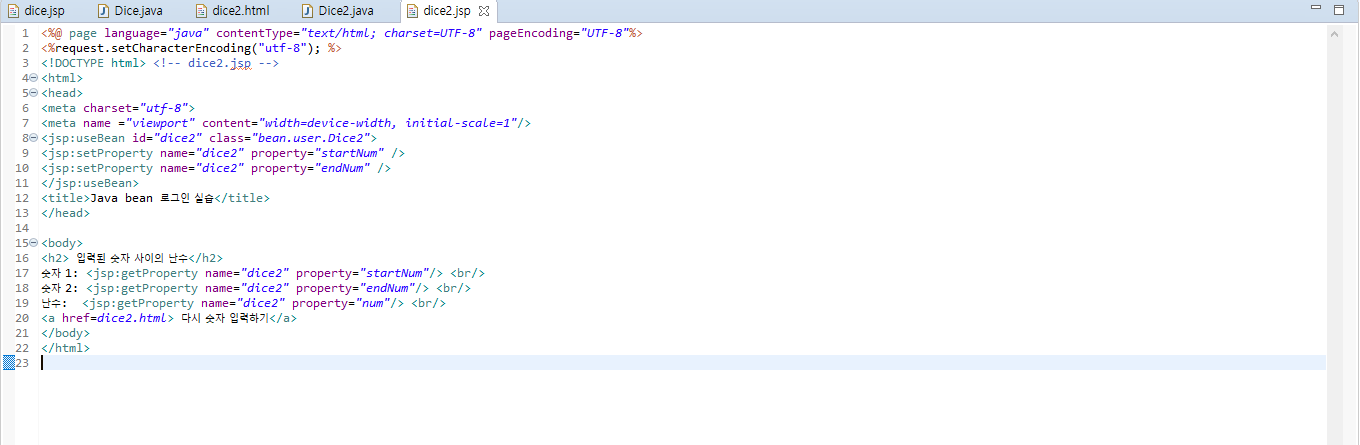 dice.jsp Dice.java dice2.html Dice2.java dice2.jsp
1 <%@ page language="java" contentType="text/html; charset=UTF-8" pageEncoding="UTF-8"%>
2 <%request.setCharacterEncoding("utf-8"); %>
3 <!DOCTYPE html> <!-- dice2.jsp -->
4 <html>
5 <head>
6 <meta charset="utf-8">
7 <meta name ="viewport" content="width=device-width, initial-scale=1"/>
8 <jsp:useBean id="dice2" class="bean.user.Dice2">
9 <jsp:setProperty name="dice2" property="startNum" />
10 <jsp:setProperty name="dice2" property="endNum" />
11 </jsp:useBean>
12 <title>Java bean 로그인 실습</title>
13 </head>
14
15 <body>
16 <h2> 입력된 숫자 사이의 난수</h2>
17 숫자 1: <jsp:getProperty name="dice2" property="startNum"/> <br/>
18 숫자 2: <jsp:getProperty name="dice2" property="endNum"/> <br/>
19 난수:  <jsp:getProperty name="dice2" property="num"/> <br/>
20 <a href=dice2.html> 다시 숫자 입력하기</a>
21 </body>
22 </html>
23